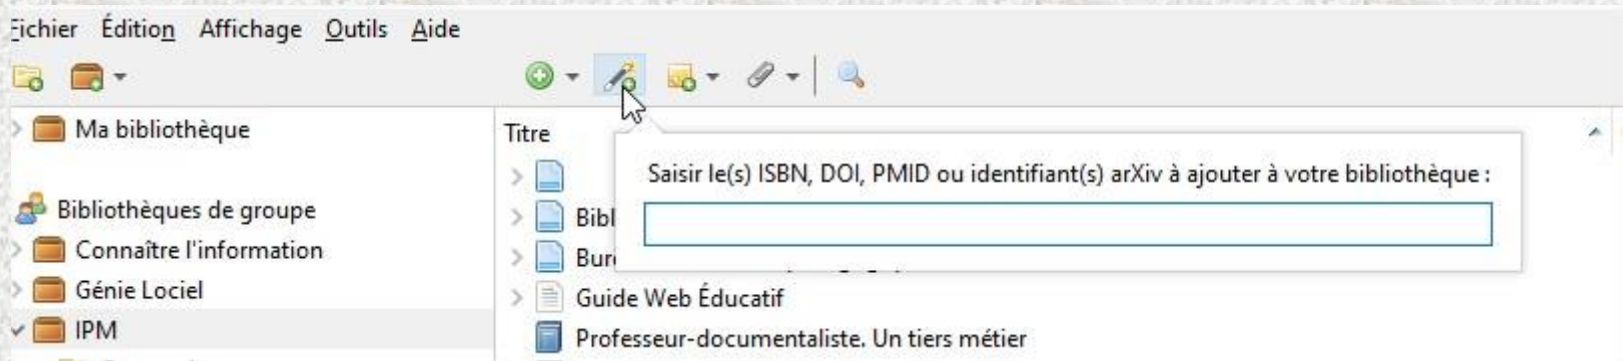 Fichier Édition Affichage Outils Aide
Ma bibliothèque
Titre
Saisir le(s) ISBN, DOI, PMID ou identifiant(s) arXiv à ajouter à votre bibliothèque :
Bibliothèques de groupe
Bibl
Connaître l'information
Bur
Génie Lociel
Guide Web Éducatif
IPM
Professeur-documentaliste. Un tiers métier